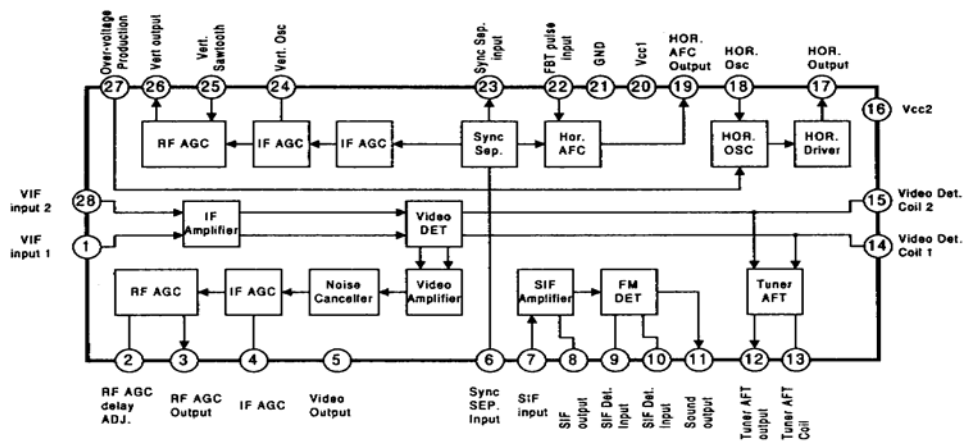 Over-voltage
Production
Vert output
Vert.
Sawtooth
Vert. Osc
Sync Sep.
input
FBT pulse
input
GND
Vcc1
HOR.
AFC
Output
HOR.
Osc
HOR.
Output
27
26
25
24
23
22
21
20
19
18
17
16
Vcc2
RF AGC
IF AGC
IF AGC
Sync
Sep.
Hor.
AFC
HOR.
OSC
HOR.
Driver
VIF
input 2
28
IF
Amplifier
Video
DET
15
Video Det.
Coil 2
VIF
input 1
1
14
Video Det.
Coil 1
RF AGC
IF AGC
Noise
Canceller
Video
Amplifier
SIF
Amplifier
FM
DET
Tuner
AFT
2
3
4
5
6
7
8
9
10
11
12
13
RF AGC
delay
ADJ.
RF AGC
Output
IF AGC
Video
Output
Sync
SEP.
Input
SIF
input
SIF
output
SIF Det.
Input
SIF Det.
Input
Sound
output
Tuner AFT
output
Tuner AFT
Coil